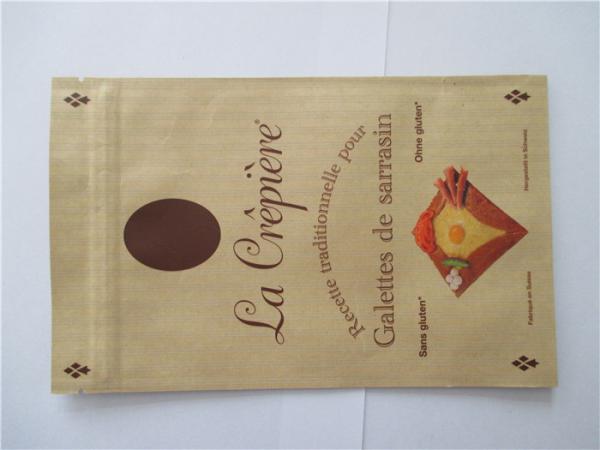 La Crêpière®
Recette traditionnelle pour
Galettes de sarrasin
Sans gluten* Ohne gluten*
Fabriqué en Suisse Hergestellt in Schweiz